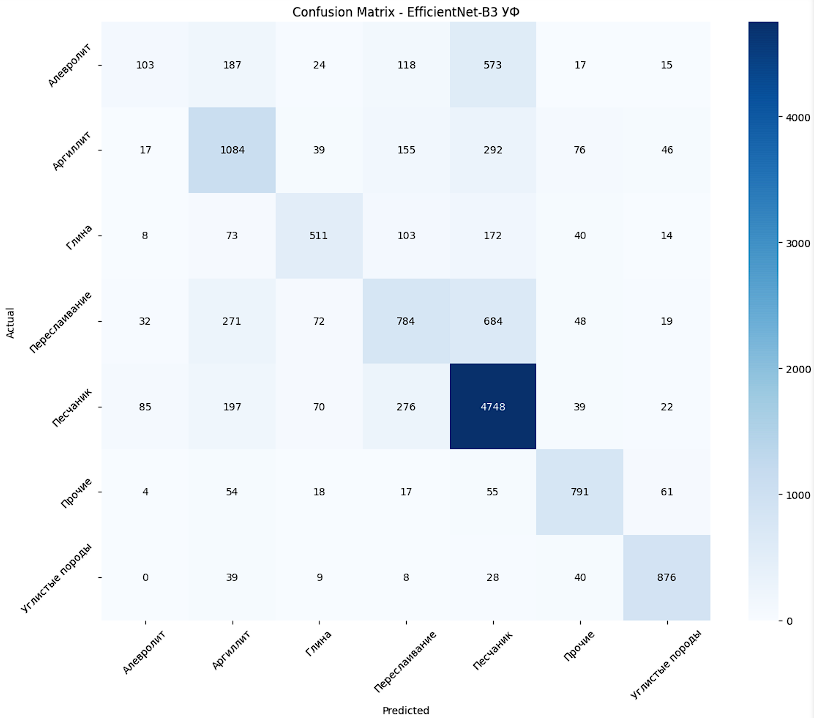 Confusion Matrix - EfficientNet-B3 УФ
Алевролит 103 187 24 118 573 17 15
Аргиллит 17 1084 39 155 292 76 46
Глина 8 73 511 103 172 40 14
Переслаивание 32 271 72 784 684 48 19
Песчаник 85 197 70 276 4748 39 22
Прочие 4 54 18 17 55 791 61
Углистые породы 0 39 9 8 28 40 876
Actual
Алевролит Аргиллит Глина Переслаивание Песчаник Прочие Углистые породы
Predicted
4000
3000
2000
1000
0